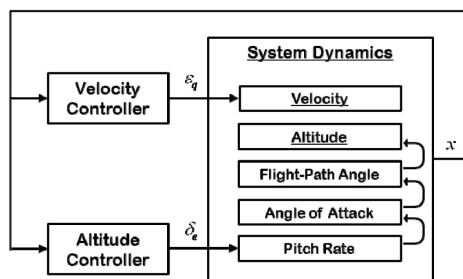 System Dynamics
Velocity
Controller
ε_q
Velocity
Altitude
x
Flight-Path Angle
Angle of Attack
Altitude
Controller
δ_e
Pitch Rate